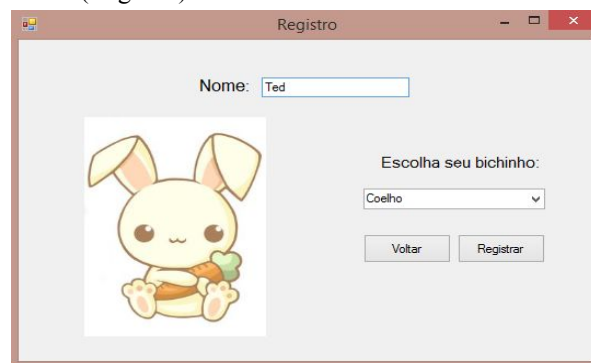 Registro
Nome: Ted
Escolha seu bichinho:
Coelho
Voltar Registrar